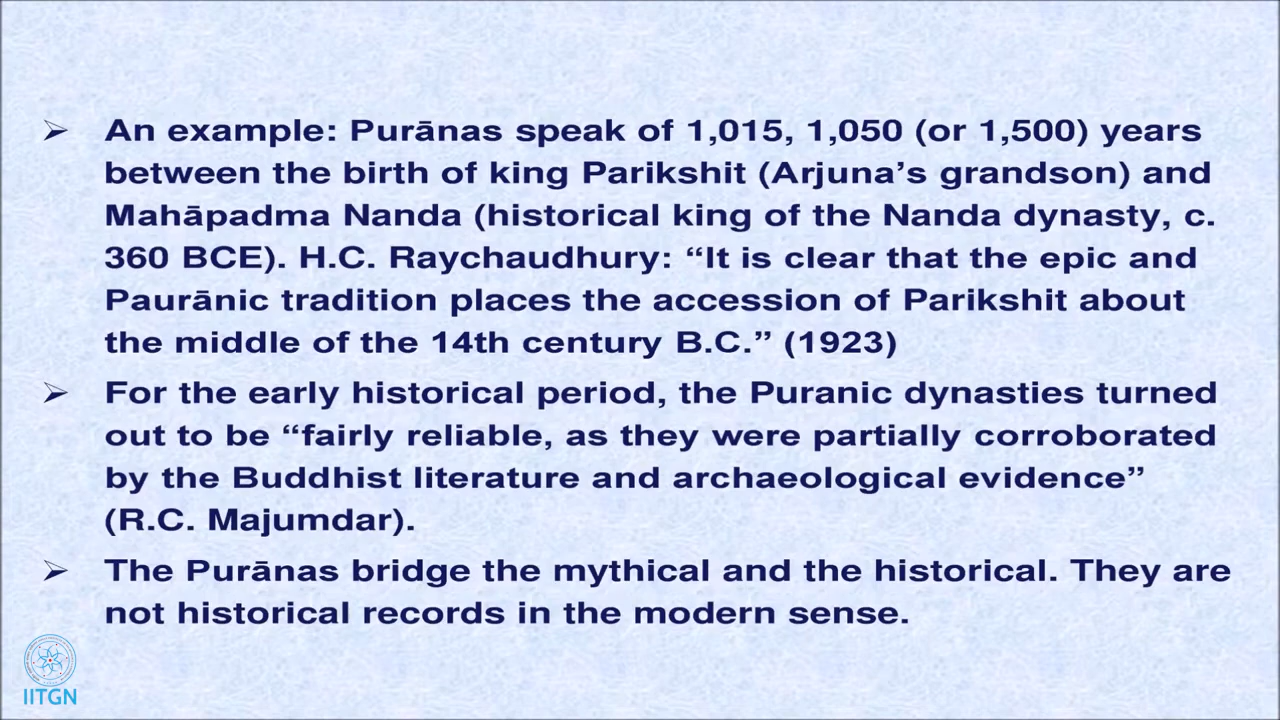 ➢ An example: Purānas speak of 1,015, 1,050 (or 1,500) years
between the birth of king Parikshit (Arjuna’s grandson) and
Mahāpadma Nanda (historical king of the Nanda dynasty, c.
360 BCE). H.C. Raychaudhury: “It is clear that the epic and
Paurānic tradition places the accession of Parikshit about
the middle of the 14th century B.C.” (1923)
➢ For the early historical period, the Puranic dynasties turned
out to be “fairly reliable, as they were partially corroborated
by the Buddhist literature and archaeological evidence”
(R.C. Majumdar).
➢ The Purānas bridge the mythical and the historical. They are
not historical records in the modern sense.
IITGN